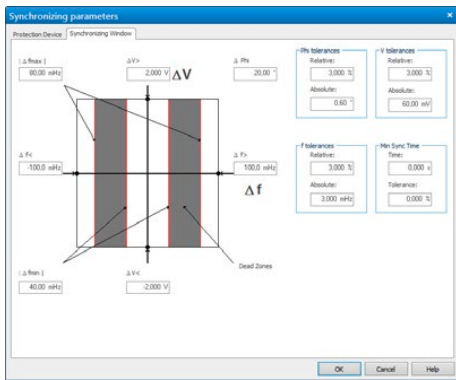 Synchronizing parameters
Protection Device Synchronizing Window
| Δ fmax | ΔV> Δ Phi
80,00 mHz 2,000 V ΔV 20,00 °
Δ f< Δ f>
-100,0 mHz 100,0 mHz
Δf
Dead Zones
| Δ fmin | Δ V<
40,00 mHz -2,000 V
Phi tolerances
Relative:
3,000 %
Absolute:
0,60 °
V tolerances
Relative:
3,000 %
Absolute:
60,00 mV
f tolerances
Relative:
3,000 %
Absolute:
3,000 mHz
Min Sync Time
Time:
0,000 s
Tolerance:
0,000 %
OK Cancel Help